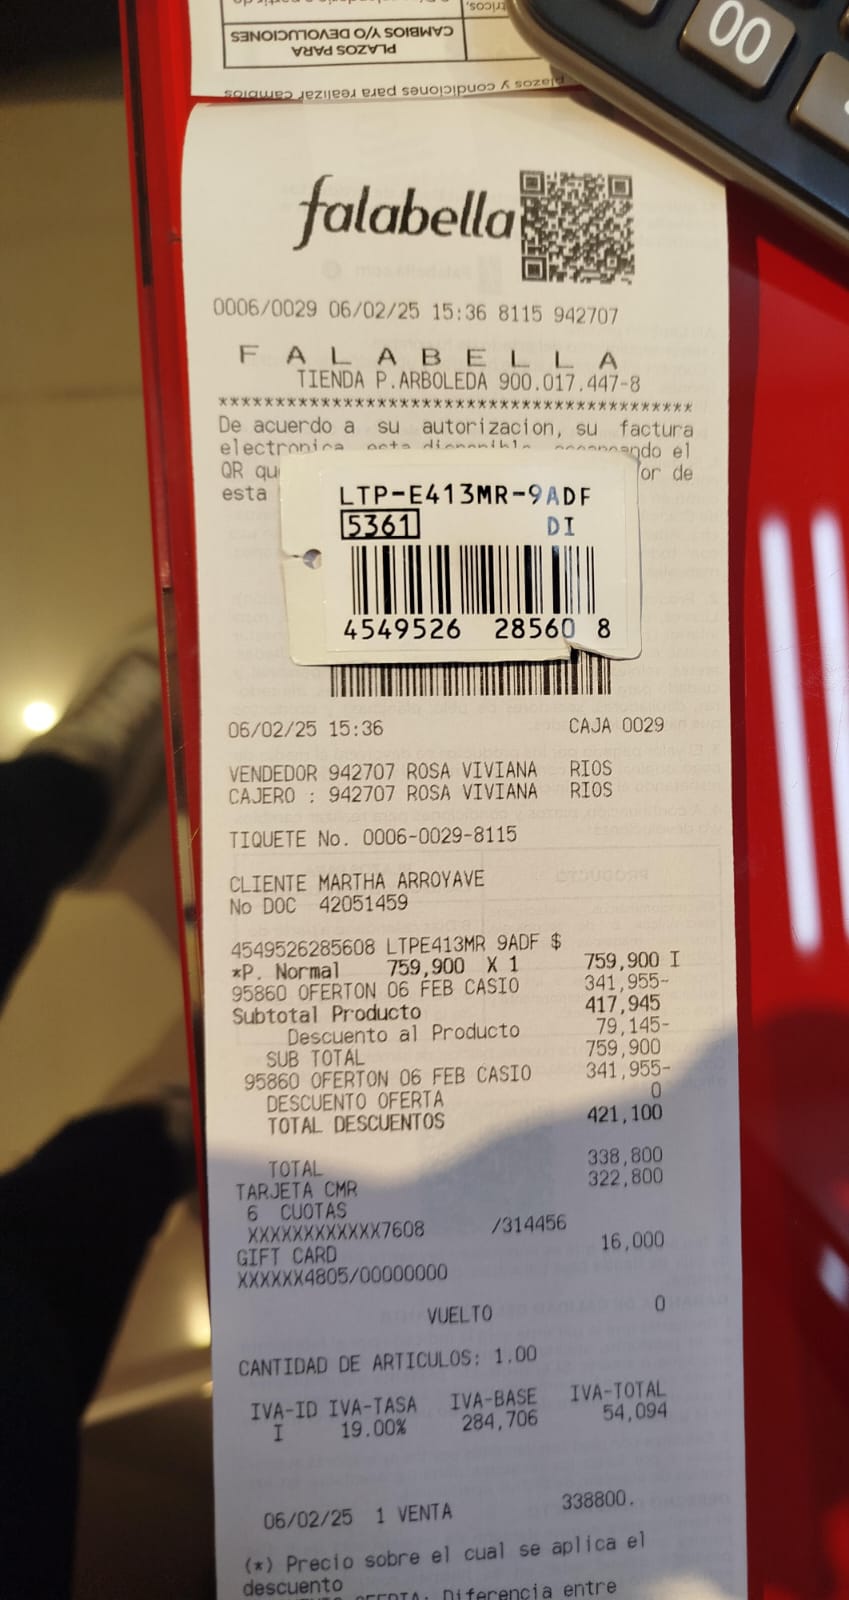 PLAZOS PARA
CAMBIOS Y/O DEVOLUCIONES
plazos y condiciones para realizar cambios
00
falabella
0006/0029 06/02/25 15:36 8115 942707
F A L A B E L L A
TIENDA P.ARBOLEDA 900.017.447-8
******************************************
De acuerdo a su autorizacion, su factura
electronica esta disponible el
QR or de
esta
LTP-E413MR-9ADF
5361 DI
4549526 28560 8
06/02/25 15:36 CAJA 0029
VENDEDOR 942707 ROSA VIVIANA RIOS
CAJERO : 942707 ROSA VIVIANA RIOS
TIQUETE No. 0006-0029-8115
CLIENTE MARTHA ARROYAVE
No DOC 42051459
4549526285608 LTPE413MR 9ADF $
*P. Normal 759,900 X 1 759,900 I
95860 OFERTON 06 FEB CASIO 341,955-
Subtotal Producto 417,945
Descuento al Producto 79,145-
SUB TOTAL 759,900
95860 OFERTON 06 FEB CASIO 341,955-
DESCUENTO OFERTA 0
TOTAL DESCUENTOS 421,100
TOTAL 338,800
TARJETA CMR 322,800
6 CUOTAS
XXXXXXXXXXXX7608 /314456
GIFT CARD 16,000
XXXXXX4805/00000000
VUELTO 0
CANTIDAD DE ARTICULOS: 1.00
IVA-ID IVA-TASA IVA-BASE IVA-TOTAL
I 19.00% 284,706 54,094
06/02/25 1 VENTA 338800.
(*) Precio sobre el cual se aplica el
descuento
OFERTA: Diferencia entre